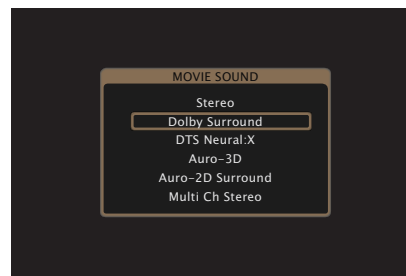 MOVIE SOUND
Stereo
Dolby Surround
DTS Neural:X
Auro-3D
Auro-2D Surround
Multi Ch Stereo